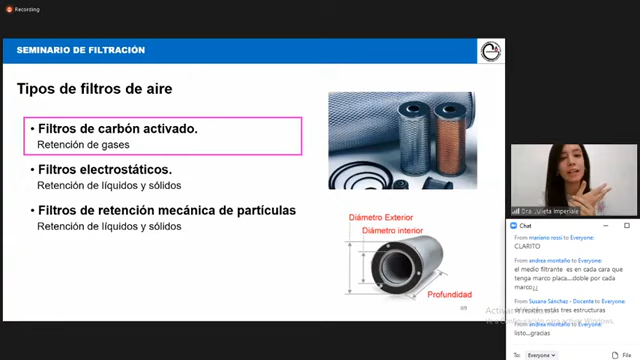 Recording
SEMINARIO DE FILTRACIÓN
Tipos de filtros de aire
• Filtros de carbón activado.
Retención de gases
• Filtros electrostáticos.
Retención de líquidos y sólidos
• Filtros de retención mecánica de partículas
Retención de líquidos y sólidos
Diámetro Exterior
Diámetro interior
Profundidad
69
Dra. Julieta Imperiale
Chat
From mariano rossi to Everyone:
CLARITO
From andrea montaño to Everyone:
el medio filtrante es en cada cara que
tenga marco placa....doble por cada
marco¿¿
From Susana Sánchez - Docente to Everyone:
estás tres estructuras
From andrea montaño to Everyone:
listo...gracias
To: Everyone
File